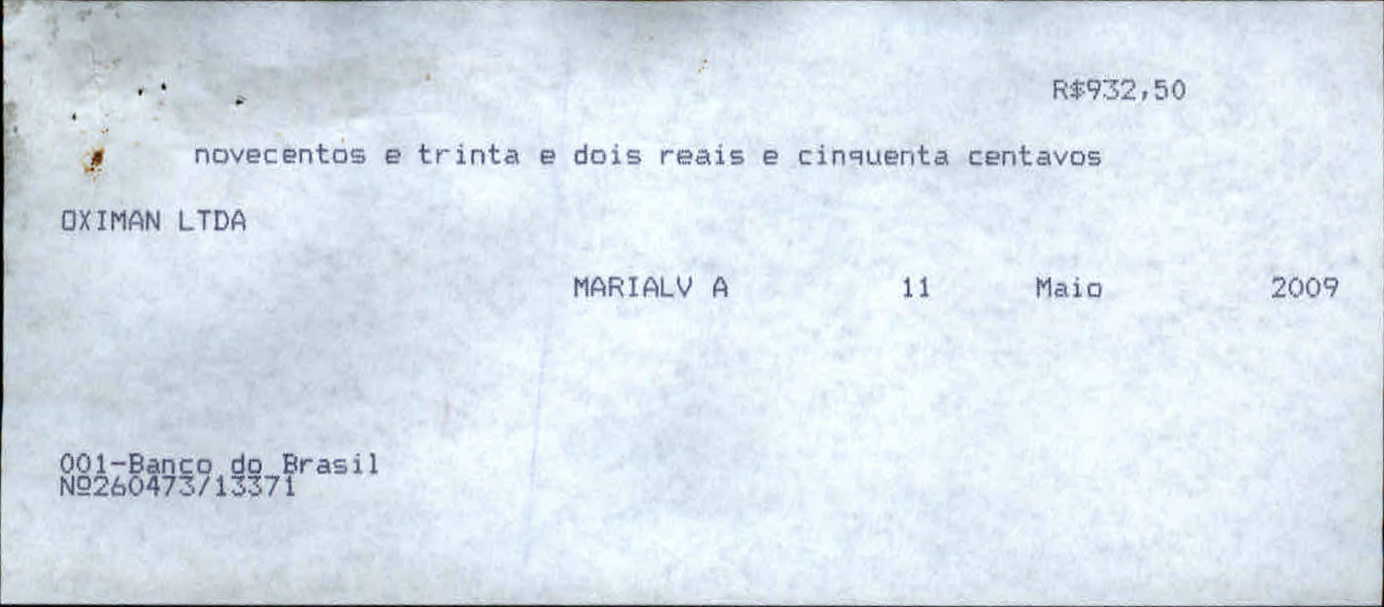 R$932,50
novecentos e trinta e dois reais e cinquenta centavos
OXIMAN LTDA
MARIALV A 11 Maio 2009
001-Banco do Brasil
Nº260473/13371